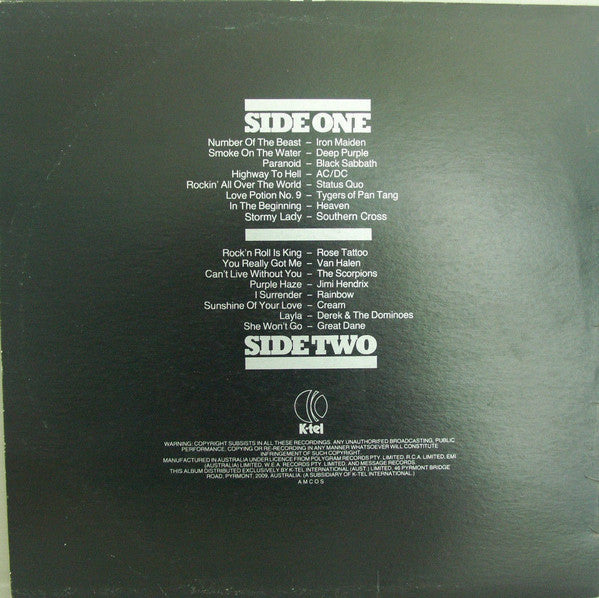 SIDE ONE
Number Of The Beast – Iron Maiden
Smoke On The Water – Deep Purple
Paranoid – Black Sabbath
Highway To Hell – AC/DC
Rockin' All Over The World – Status Quo
Love Potion No. 9 – Tygers of Pan Tang
In The Beginning – Heaven
Stormy Lady – Southern Cross
Rock'n Roll Is King – Rose Tattoo
You Really Got Me – Van Halen
Can't Live Without You – The Scorpions
Purple Haze – Jimi Hendrix
I Surrender – Rainbow
Sunshine Of Your Love – Cream
Layla – Derek & The Dominoes
She Won't Go – Great Dane
SIDE TWO
K-tel
WARNING: COPYRIGHT SUBSISTS IN ALL THESE RECORDINGS. ANY UNAUTHORISED BROADCASTING, PUBLIC
PERFORMANCE, COPYING OR RE-RECORDING IN ANY MANNER WHATSOEVER WILL CONSTITUTE
INFRINGEMENT OF SUCH COPYRIGHT.
MANUFACTURED IN AUSTRALIA UNDER LICENCE FROM POLYGRAM RECORDS PTY. LIMITED, R.C.A. LIMITED, EMI
(AUSTRALIA) LIMITED, W.E.A. RECORDS PTY. LIMITED, AND MESSAGE RECORDS.
THIS ALBUM DISTRIBUTED EXCLUSIVELY BY K-TEL INTERNATIONAL (AUST.) LIMITED, 46 PYRMONT BRIDGE
ROAD, PYRMONT, 2009, AUSTRALIA. (A SUBSIDIARY OF K-TEL INTERNATIONAL)
AMCOS